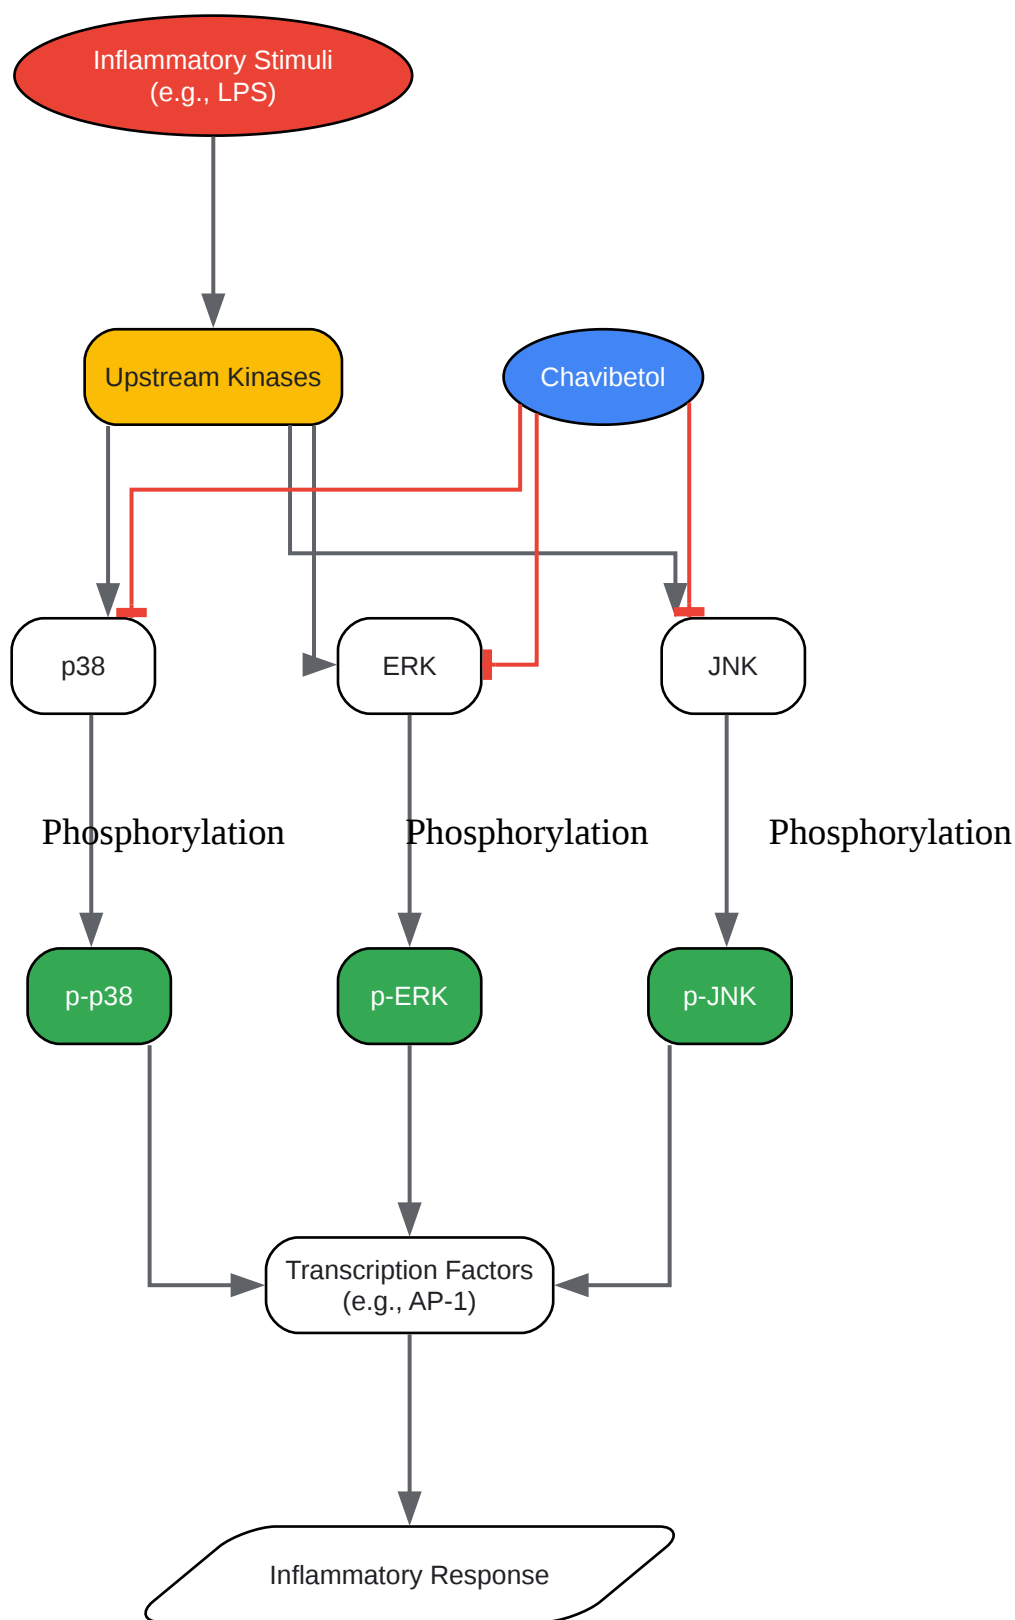 Inflammatory Stimuli
(e.g., LPS)
Upstream Kinases
Chavibetol
p38
ERK
JNK
Phosphorylation
Phosphorylation
Phosphorylation
p-p38
p-ERK
p-JNK
Transcription Factors
(e.g., AP-1)
Inflammatory Response